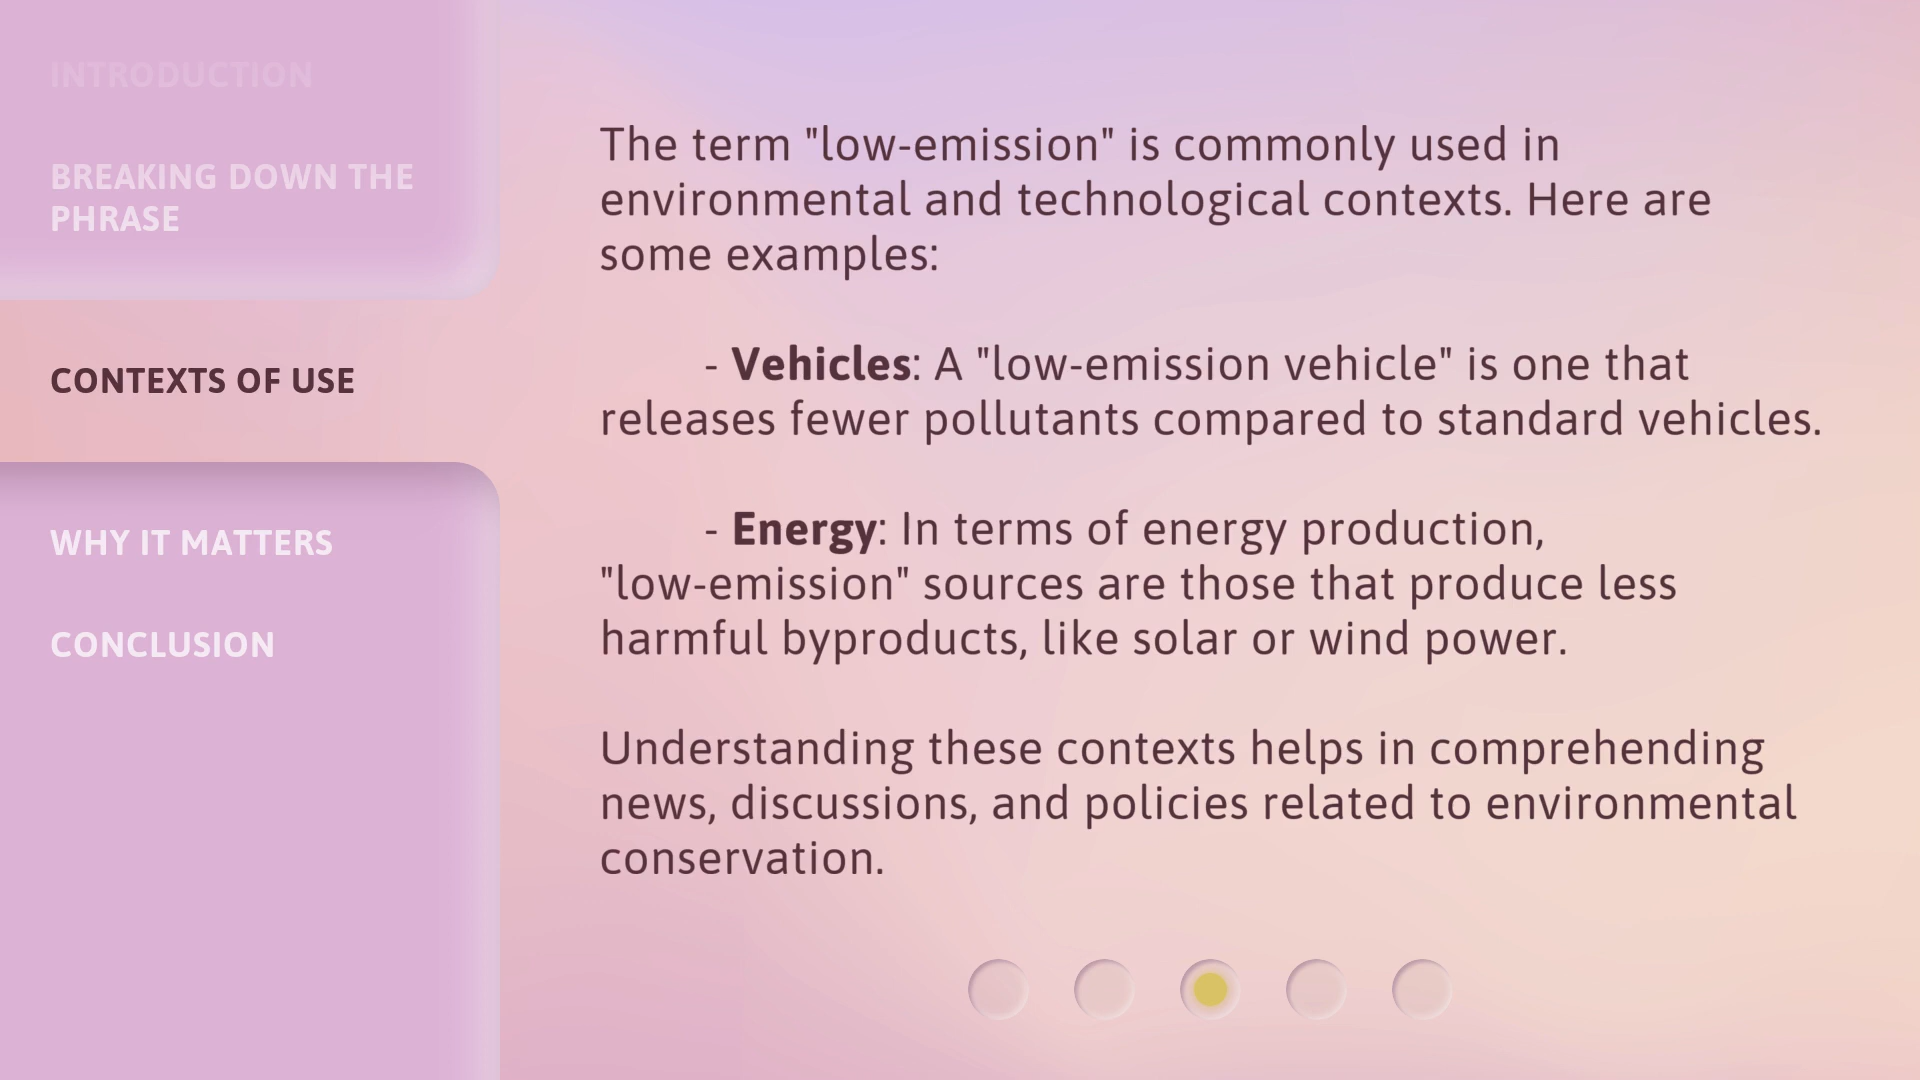 INTRODUCTION
BREAKING DOWN THE
PHRASE
CONTEXTS OF USE
WHY IT MATTERS
CONCLUSION
The term "low-emission" is commonly used in
environmental and technological contexts. Here are
some examples:
- Vehicles: A "low-emission vehicle" is one that
releases fewer pollutants compared to standard vehicles.
- Energy: In terms of energy production,
"low-emission" sources are those that produce less
harmful byproducts, like solar or wind power.
Understanding these contexts helps in comprehending
news, discussions, and policies related to environmental
conservation.